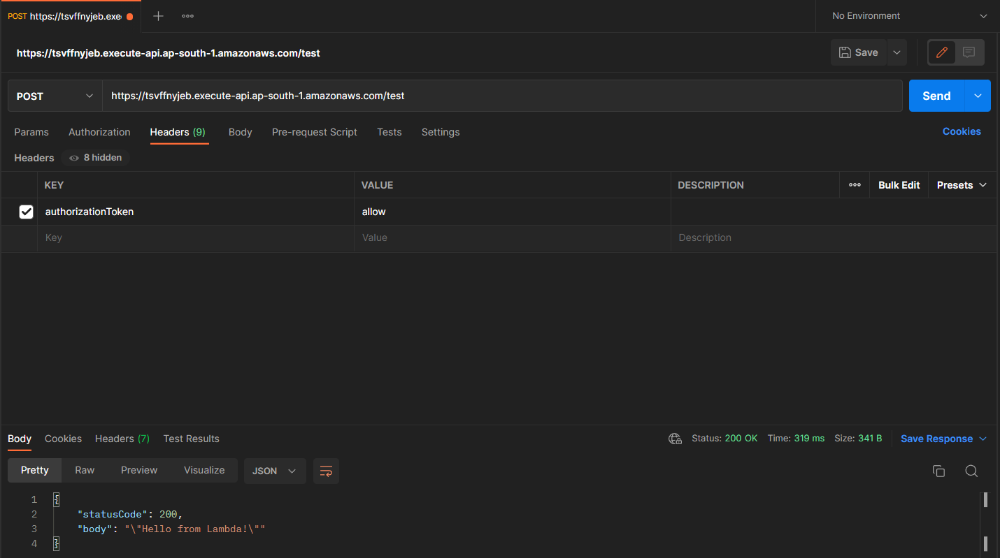 POST https://tsvffnyjeb.exe
No Environment
https://tsvffnyjeb.execute-api.ap-south-1.amazonaws.com/test
Save
POST https://tsvffnyjeb.execute-api.ap-south-1.amazonaws.com/test Send
Params Authorization Headers (9) Body Pre-request Script Tests Settings Cookies
Headers 8 hidden
KEY VALUE DESCRIPTION Bulk Edit Presets
authorizationToken allow
Key Value Description
Body Cookies Headers (7) Test Results Status: 200 OK Time: 319 ms Size: 341 B Save Response
Pretty Raw Preview Visualize JSON
1 {
2 "statusCode": 200,
3 "body": "\"Hello from Lambda!\""
4 }